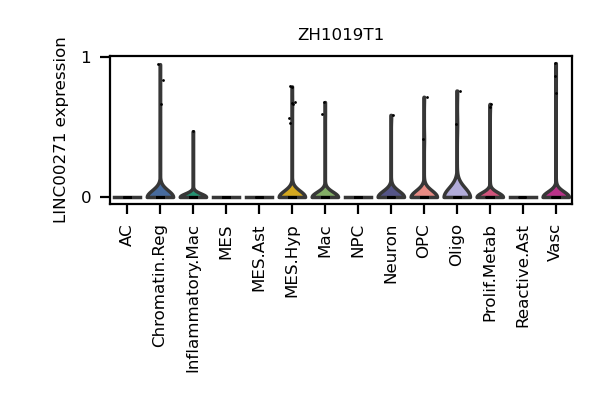 ZH1019T1
LINC00271 expression
1
0
AC
Chromatin.Reg
Inflammatory.Mac
MES
MES.Ast
MES.Hyp
Mac
NPC
Neuron
OPC
Oligo
Prolif.Metab
Reactive.Ast
Vasc